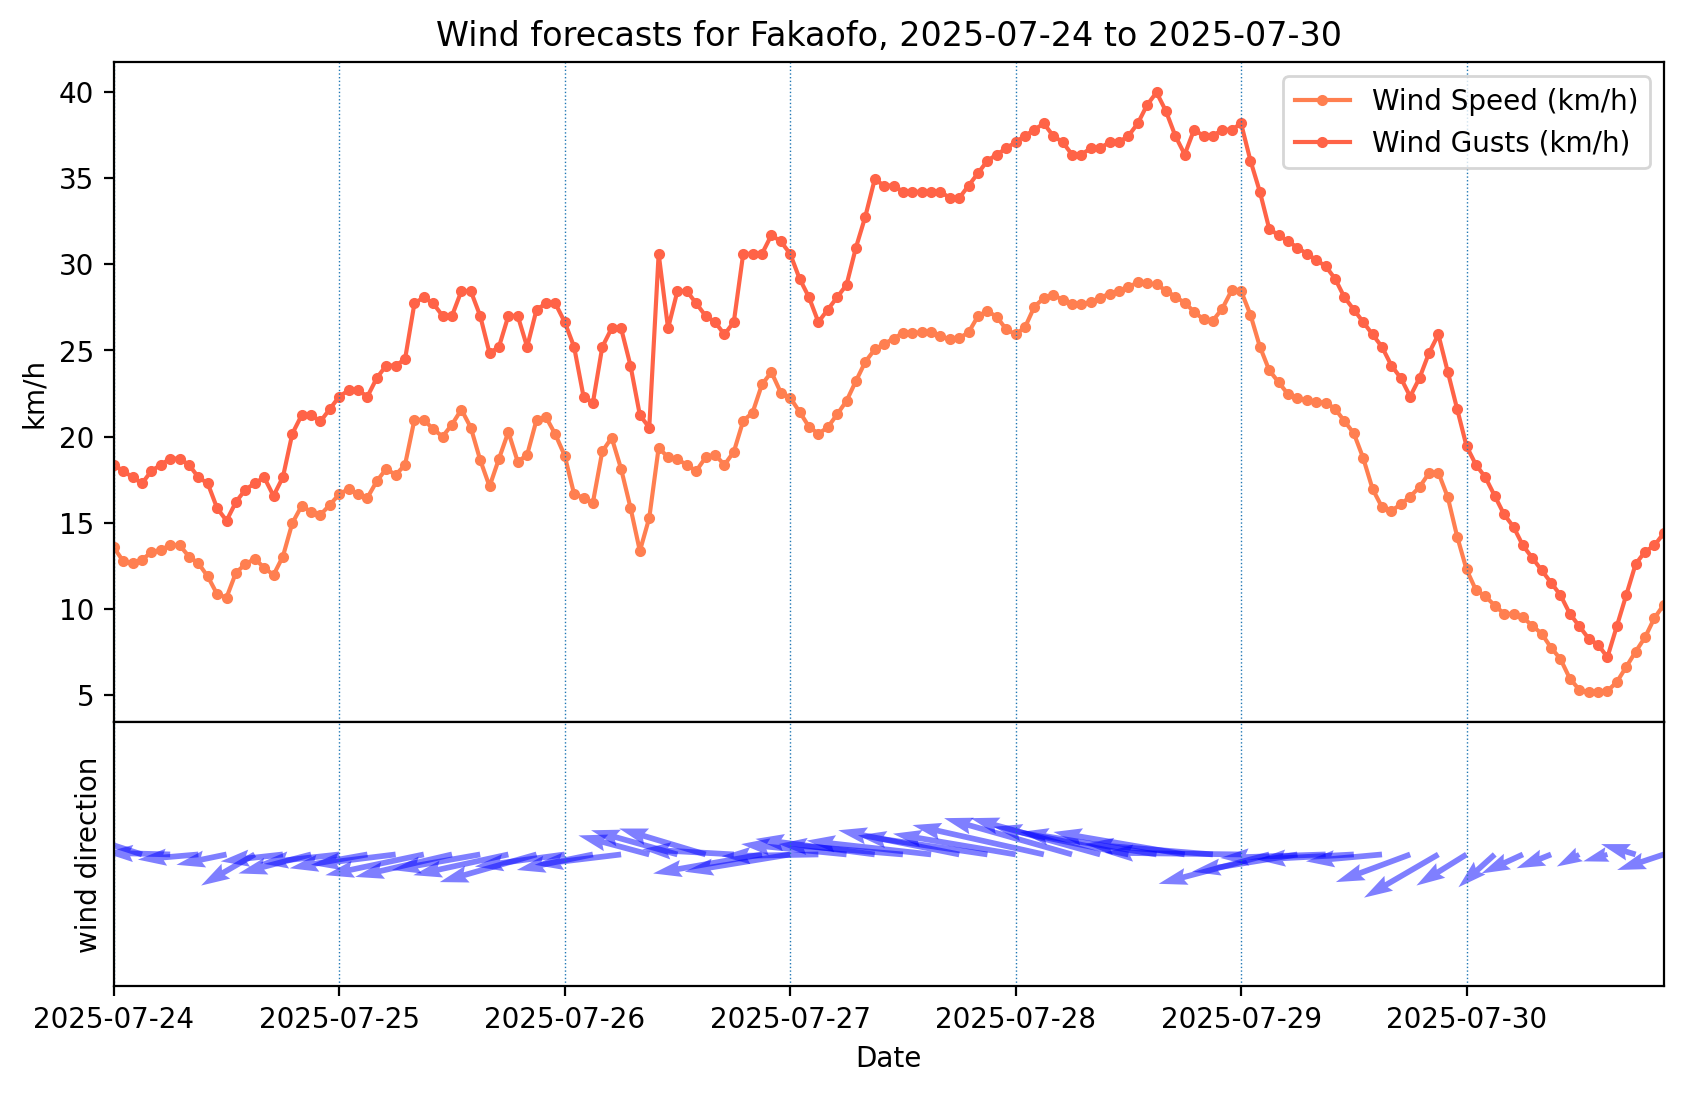 Wind forecasts for Fakaofo, 2025-07-24 to 2025-07-30
Wind Speed (km/h)
Wind Gusts (km/h)
km/h
40
35
30
25
20
15
10
5
wind direction
2025-07-24 2025-07-25 2025-07-26 2025-07-27 2025-07-28 2025-07-29 2025-07-30
Date